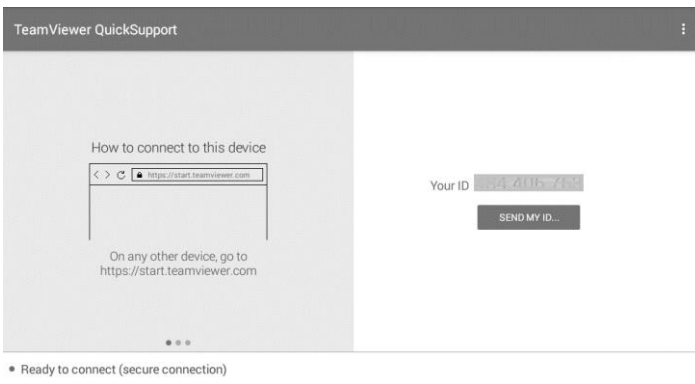 TeamViewer QuickSupport
How to connect to this device
https://start.teamviewer.com
On any other device, go to
https://start.teamviewer.com
Your ID
SEND MY ID...
Ready to connect (secure connection)